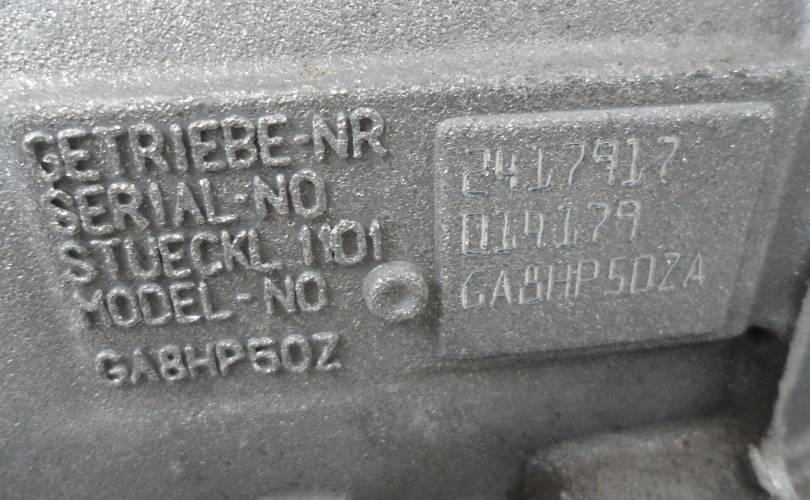 GETRIEBE-NR
SERIAL-NO
STUECKL 1101
MODEL-NO
GA8HP50Z
2417917
014179
GA8HP50ZA